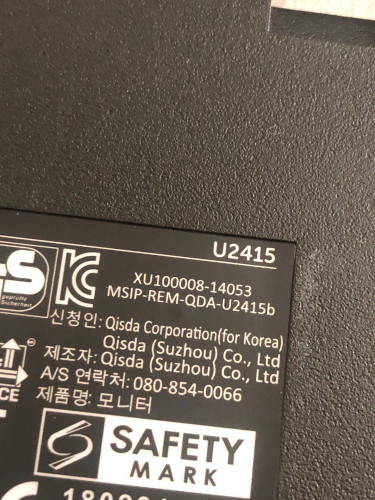 U2415
XU100008-14053
MSIP-REM-QDA-U2415b
신청인: Qisda Corporation(for Korea)
Qisda (Suzhou) Co., Ltd
제조자: Qisda (Suzhou) Co., Ltd
A/S 연락처: 080-854-0066
제품명: 모니터
geprüfte
Sicherheit
SAFETY
MARK